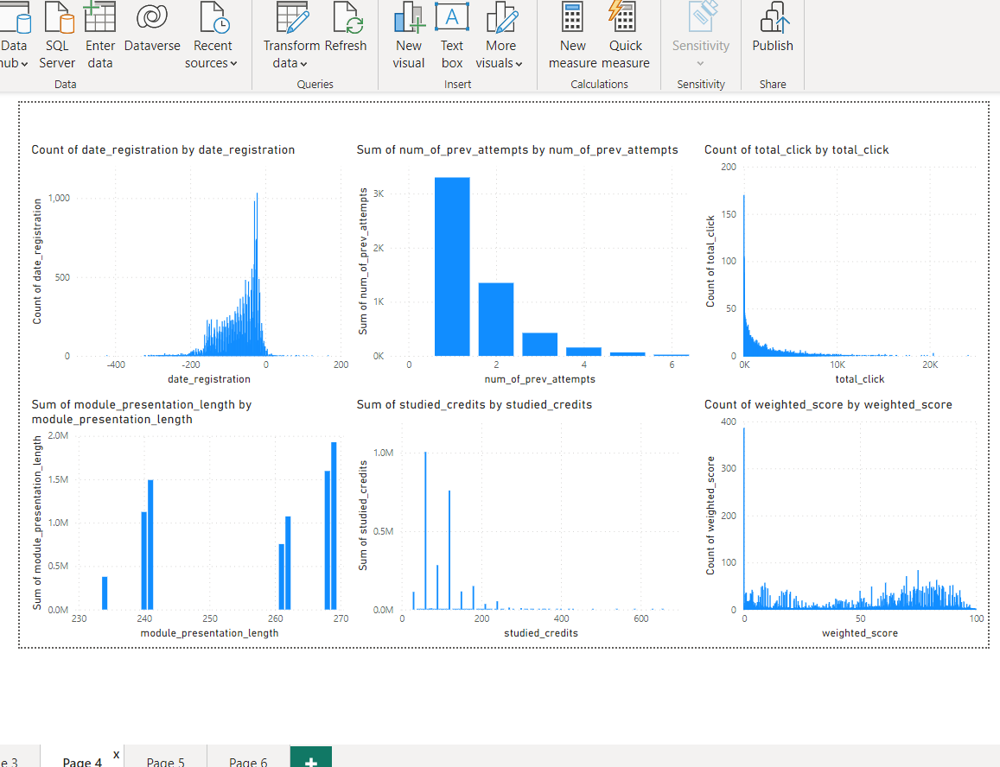 Data SQL Enter Dataverse Recent Transform Refresh New Text More New Quick Sensitivity Publish
hub Server data sources data visual box visuals measure measure
Data Queries Insert Calculations Sensitivity Share
Count of date_registration by date_registration
Count of date_registration
1,000
500
0
-400 -200 0 200
date_registration
Sum of num_of_prev_attempts by num_of_prev_attempts
Sum of num_of_prev_attempts
3K
2K
1K
0K
0 2 4 6
num_of_prev_attempts
Count of total_click by total_click
Count of total_click
200
150
100
50
0
0K 10K 20K
total_click
Sum of module_presentation_length by
module_presentation_length
Sum of module_presentation_length
2.0M
1.5M
1.0M
0.5M
0.0M
230 240 250 260 270
module_presentation_length
Sum of studied_credits by studied_credits
Sum of studied_credits
1.0M
0.5M
0.0M
0 200 400 600
studied_credits
Count of weighted_score by weighted_score
Count of weighted_score
400
300
200
100
0
0 50 100
weighted_score
e 3 Page 4 x Page 5 Page 6 +